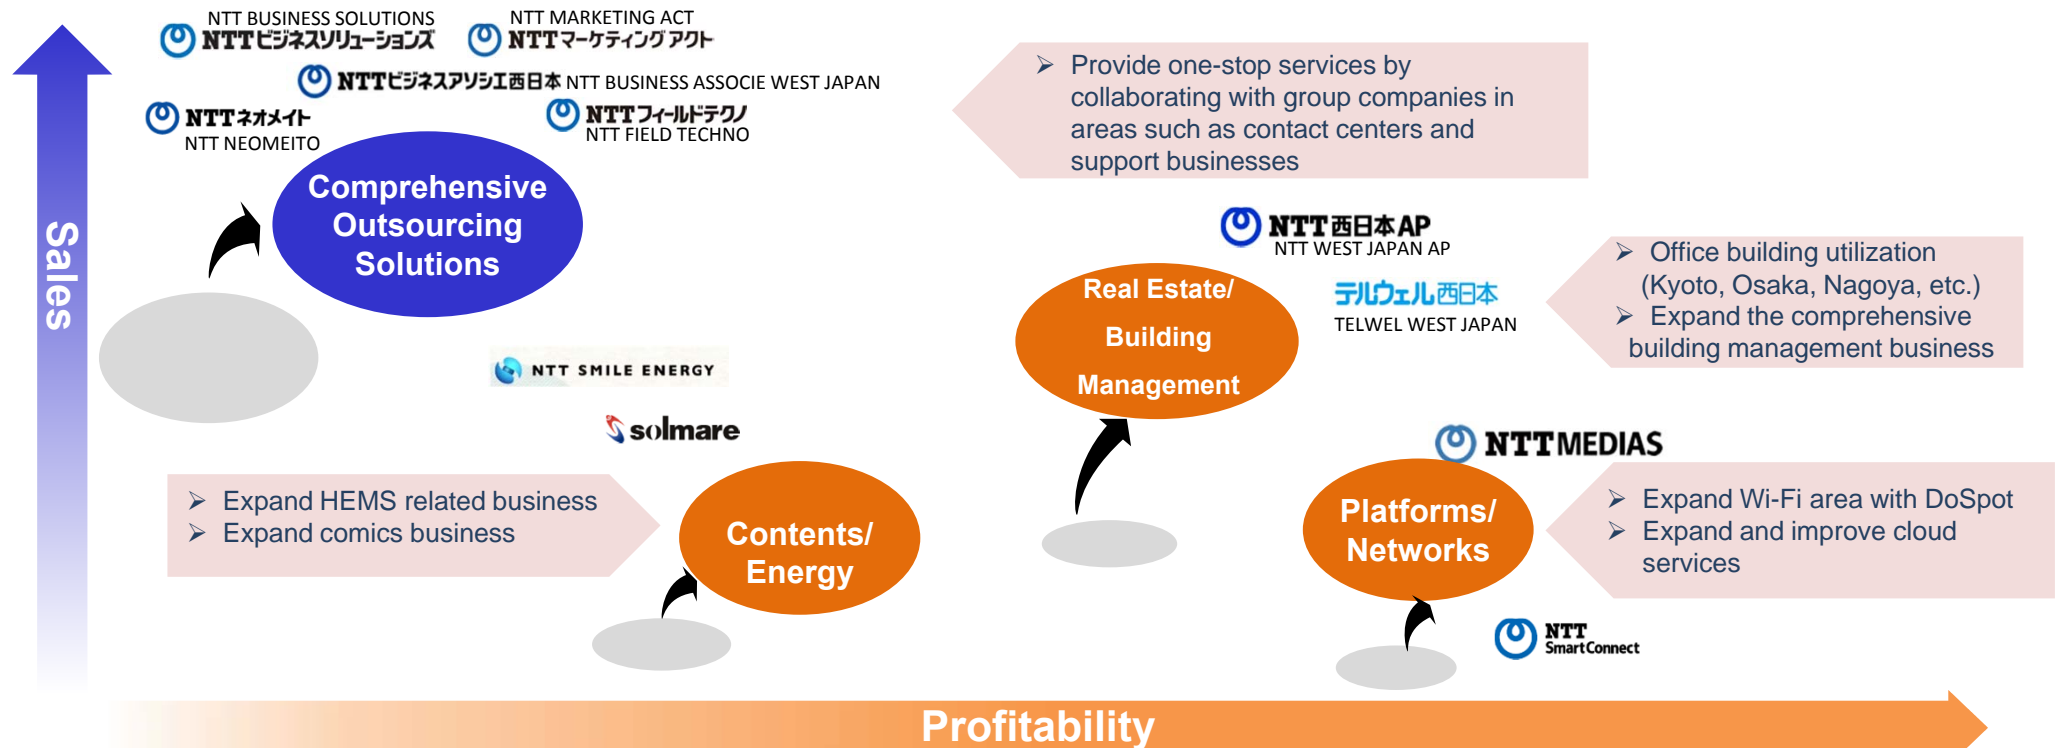 NTT BUSINESS SOLUTIONS
NTTビジネスソリューションズ
NTT MARKETING ACT
NTTマーケティングアクト
NTTビジネスアソシエ西日本 NTT BUSINESS ASSOCIE WEST JAPAN
NTTネオメイト
NTT NEOMEITO
NTTフィールドテクノ
NTT FIELD TECHNO
Comprehensive
Outsourcing
Solutions
➢ Provide one-stop services by
collaborating with group companies in
areas such as contact centers and
support businesses
Sales
NTT西日本AP
NTT WEST JAPAN AP
テルウェル西日本
TELWEL WEST JAPAN
Real Estate/
Building
Management
➢ Office building utilization
(Kyoto, Osaka, Nagoya, etc.)
➢ Expand the comprehensive
building management business
NTT SMILE ENERGY
solmare
➢ Expand HEMS related business
➢ Expand comics business
Contents/
Energy
NTTMEDIAS
Platforms/
Networks
➢ Expand Wi-Fi area with DoSpot
➢ Expand and improve cloud
services
NTT
SmartConnect
Profitability